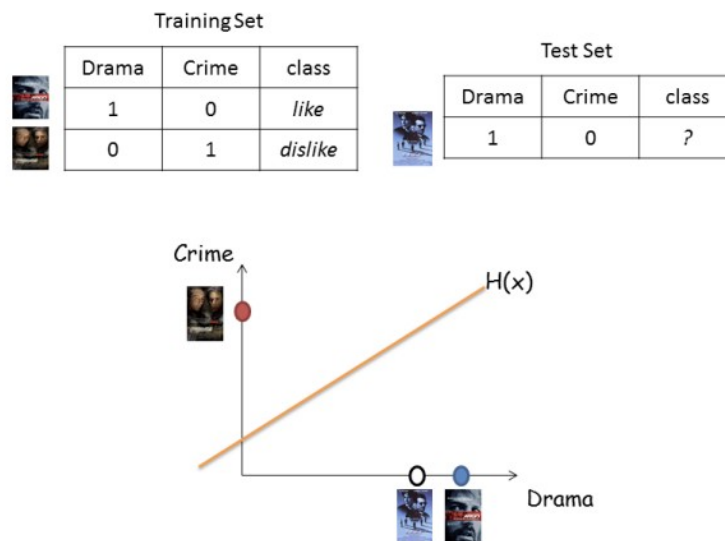 Training Set
Drama Crime class
1 0 like
0 1 dislike
Test Set
Drama Crime class
1 0 ?
Crime
H(x)
Drama